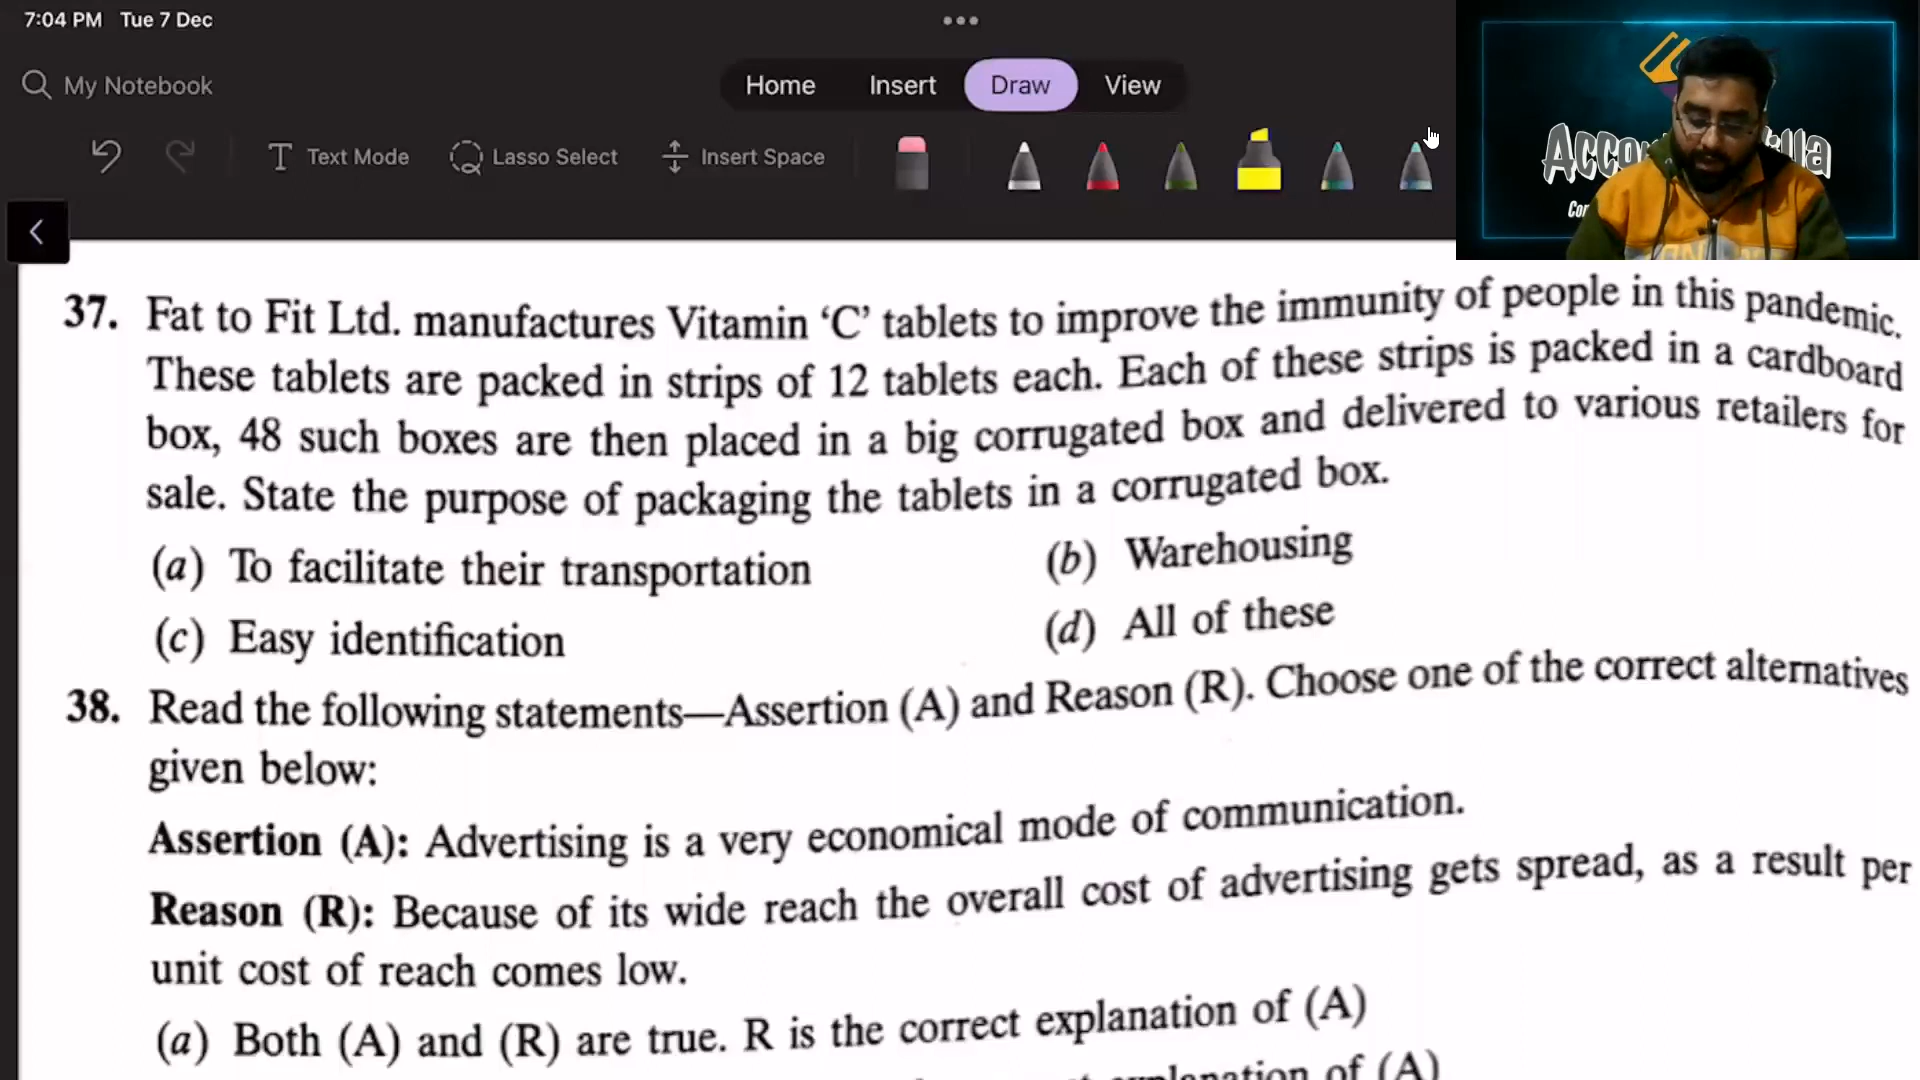 7:04 PM Tue 7 Dec
My Notebook
Home Insert Draw View
Text Mode Lasso Select Insert Space
37. Fat to Fit Ltd. manufactures Vitamin ‘C’ tablets to improve the immunity of people in this pandemic.
These tablets are packed in strips of 12 tablets each. Each of these strips is packed in a cardboard
box, 48 such boxes are then placed in a big corrugated box and delivered to various retailers for
sale. State the purpose of packaging the tablets in a corrugated box.
(a) To facilitate their transportation (b) Warehousing
(c) Easy identification (d) All of these
38. Read the following statements—Assertion (A) and Reason (R). Choose one of the correct alternatives
given below:
Assertion (A): Advertising is a very economical mode of communication.
Reason (R): Because of its wide reach the overall cost of advertising gets spread, as a result per
unit cost of reach comes low.
(a) Both (A) and (R) are true. R is the correct explanation of (A)
explanation of (A)